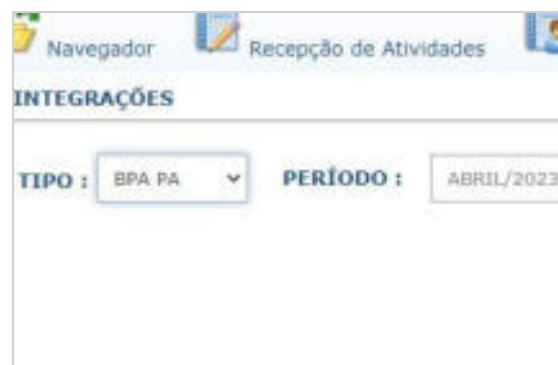 Navegador Recepção de Atividades
INTEGRAÇÕES
TIPO : BPA PA PERÍODO : ABRIL/2023